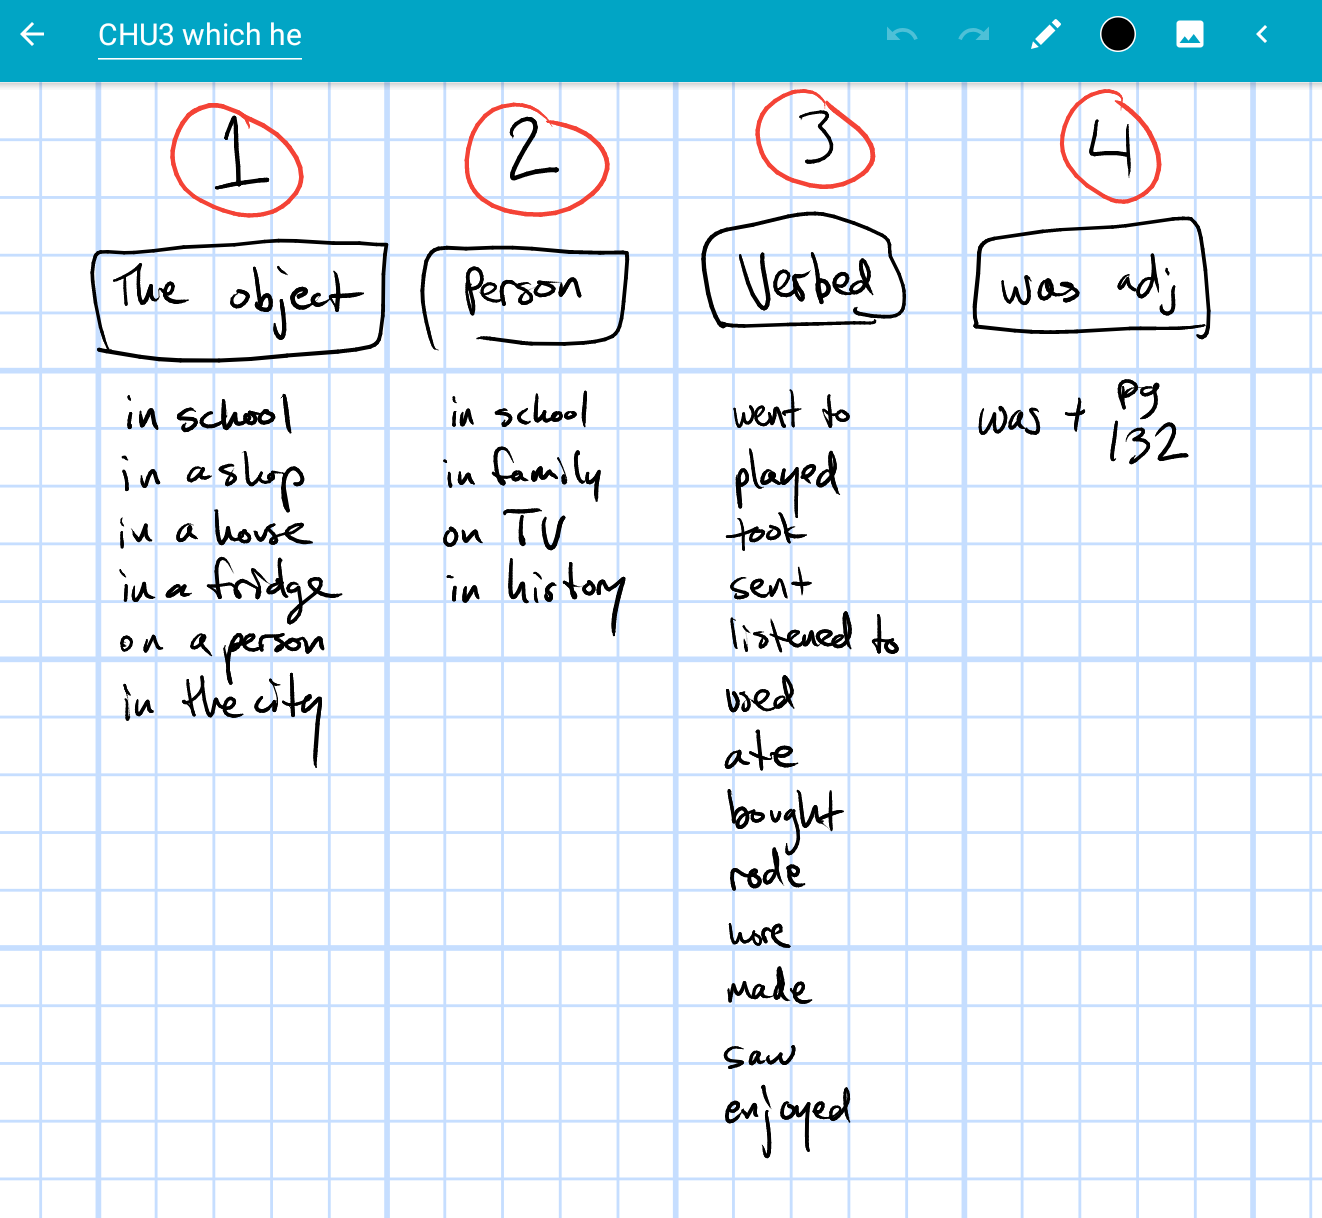 CHU3 which he
1
2
3
4
The object
Person
Verbed
was adj
in school
in a shop
in a house
in a fridge
on a person
in the city
in school
in family
on TV
in history
went to
played
took
sent
listened to
used
ate
bought
rode
wore
made
saw
enjoyed
was + pg 132